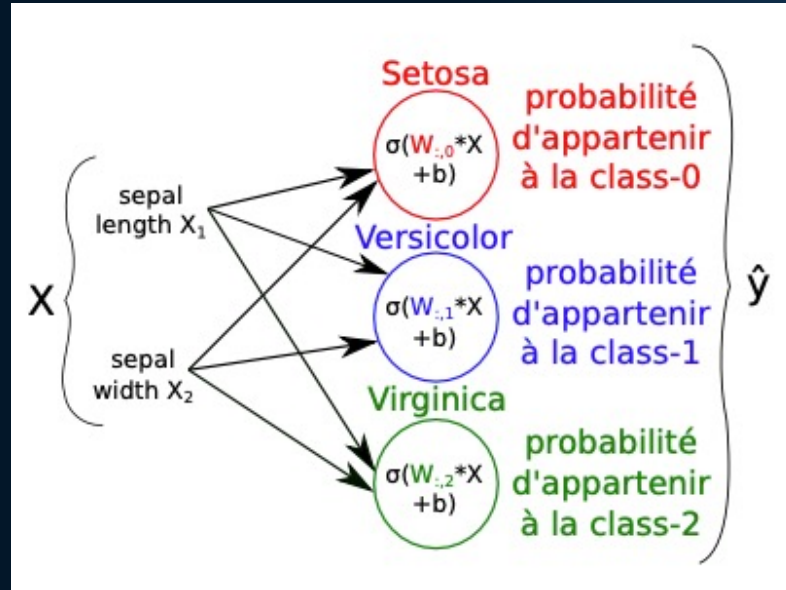 X
sepal
length X₁
sepal
width X₂
Setosa
σ(W:,0*X
+b)
probabilité
d'appartenir
à la class-0
Versicolor
σ(W:,1*X
+b)
probabilité
d'appartenir
à la class-1
Virginica
σ(W:,2*X
+b)
probabilité
d'appartenir
à la class-2
ŷ